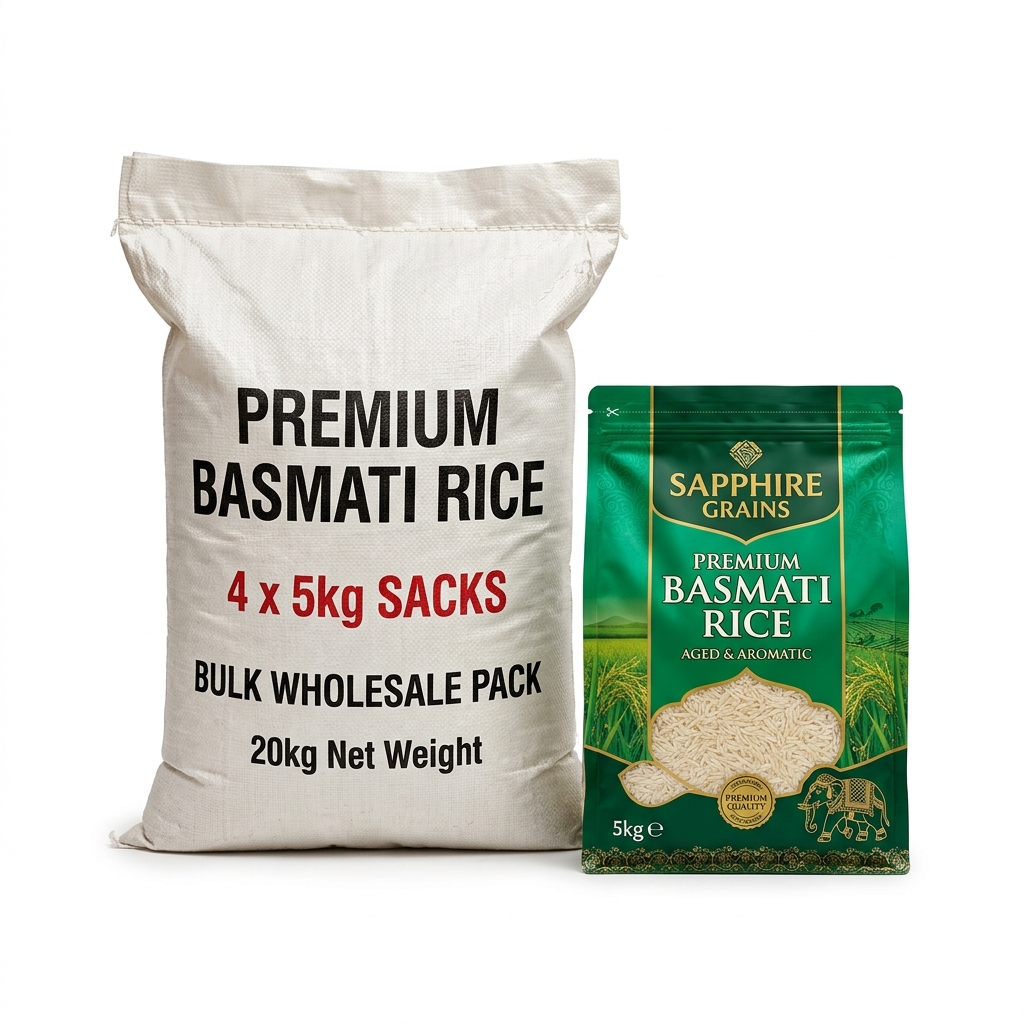 PREMIUM
BASMATI RICE
4 x 5kg SACKS
BULK WHOLESALE PACK
20kg Net Weight
SAPPHIRE
GRAINS
PREMIUM
BASMATI
RICE
AGED & AROMATIC
PREMIUM
QUALITY
5kg ℮